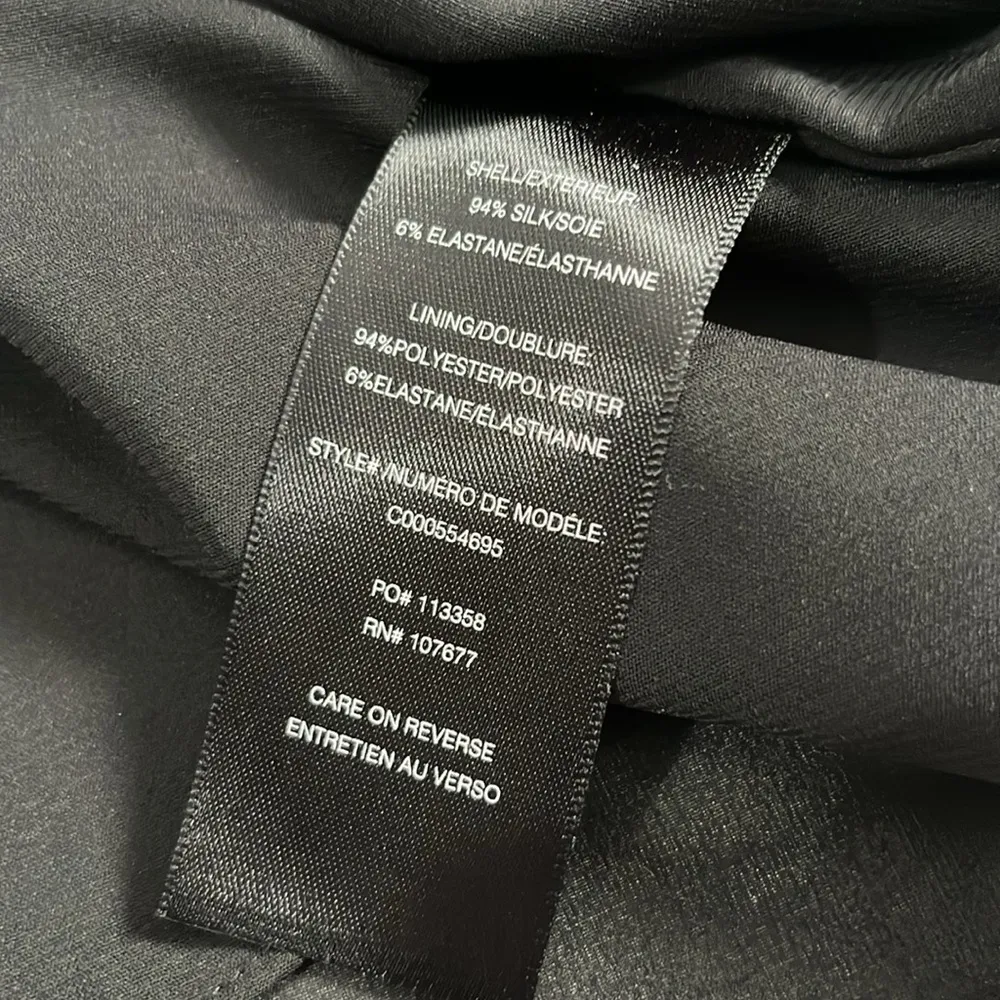 SHELL/EXTERIEUR:
94% SILK/SOIE
6% ELASTANE/ÉLASTHANNE
LINING/DOUBLURE:
94%POLYESTER/POLYESTER
6%ELASTANE/ÉLASTHANNE
STYLE# /NUMÉRO DE MODÈLE:
C000554695
PO# 113358
RN# 107677
CARE ON REVERSE
ENTRETIEN AU VERSO